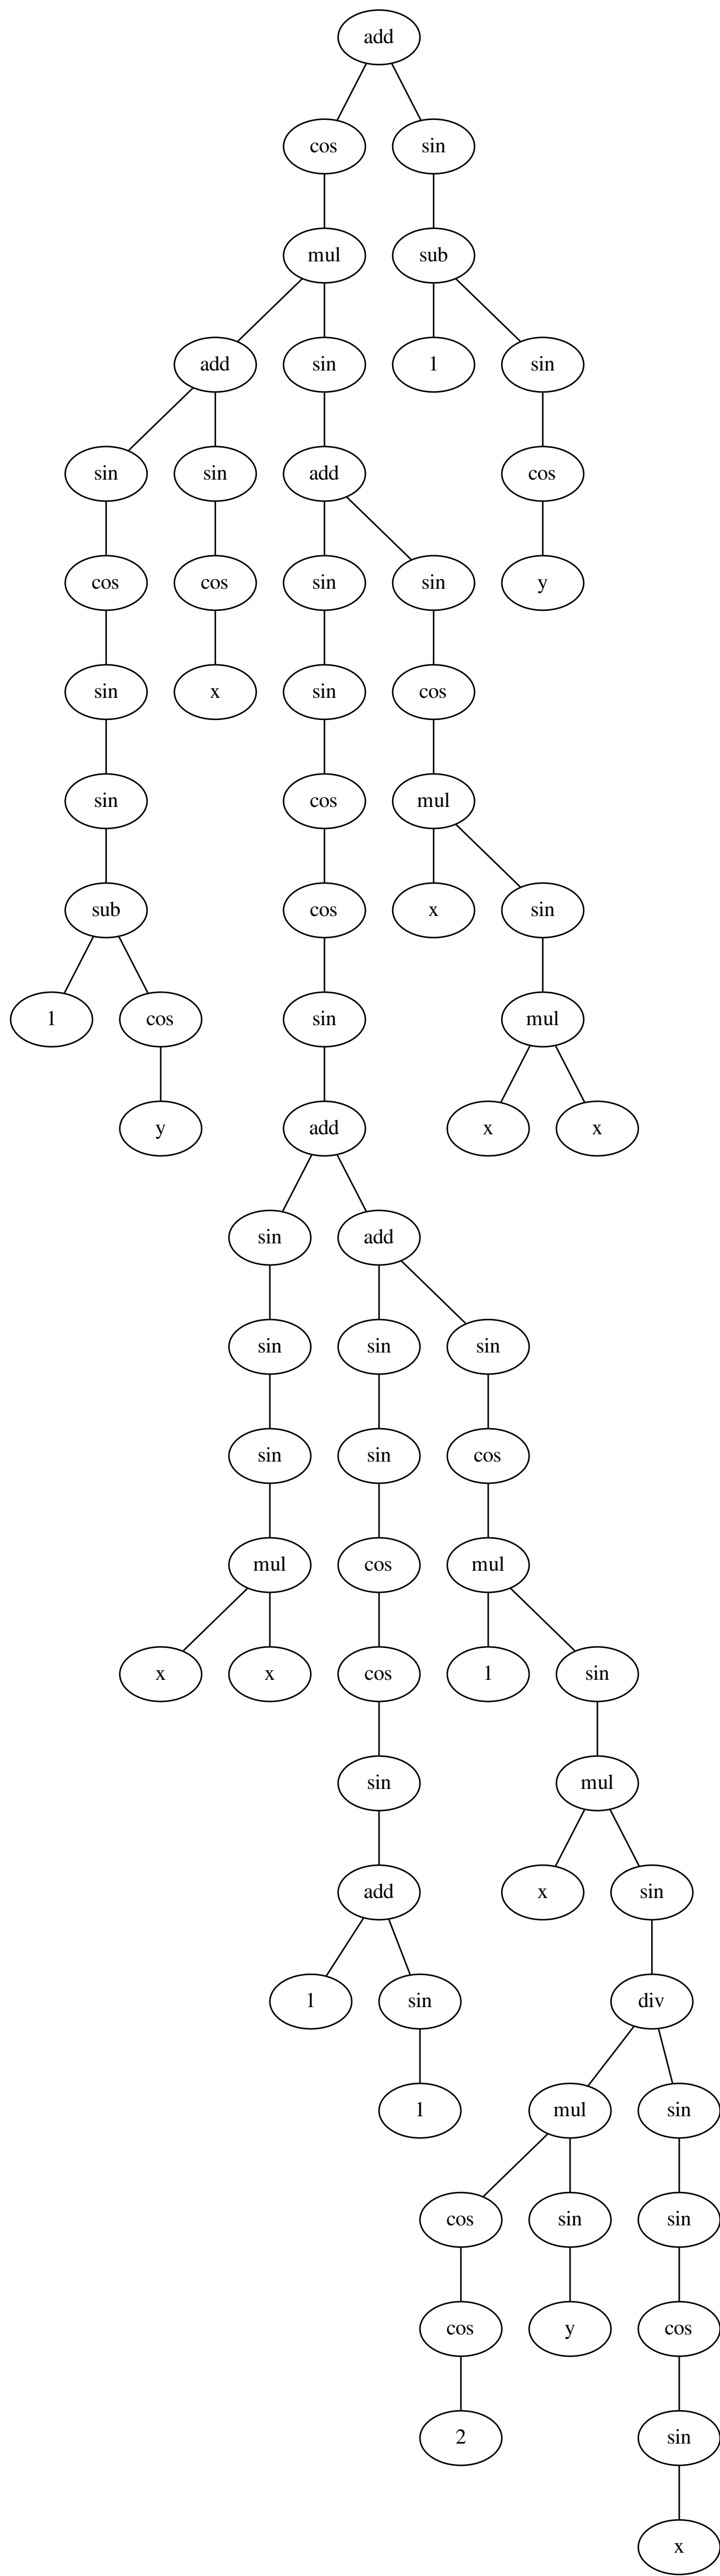 add
cos sin
mul sub
add sin 1 sin
sin sin add cos
cos cos sin sin y
sin x sin cos
sin cos mul
sub cos x sin
1 cos sin mul
y add x x
sin add
sin sin sin
sin sin cos
mul cos mul
x x cos 1 sin
sin mul
add x sin
1 sin div
1 mul sin
cos sin sin
cos y cos
2 sin
x